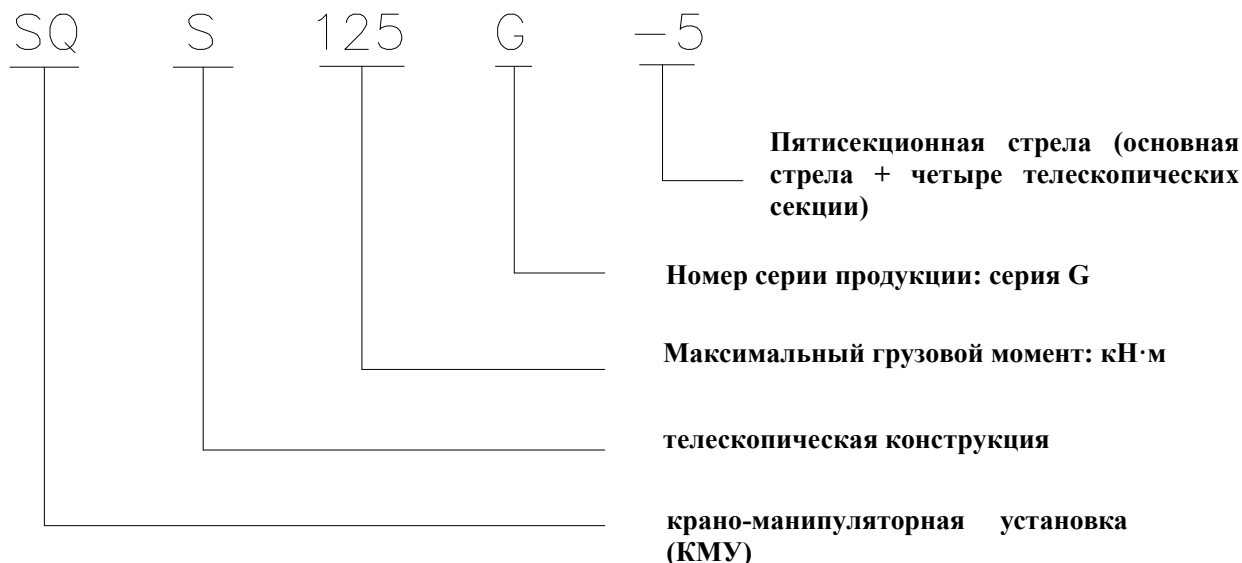 SQ S 125 G -5
Пятисекционная стрела (основная
стрела + четыре телескопических
секции)
Номер серии продукции: серия G
Максимальный грузовой момент: кН·м
телескопическая конструкция
крано-манипуляторная установка
(КМУ)